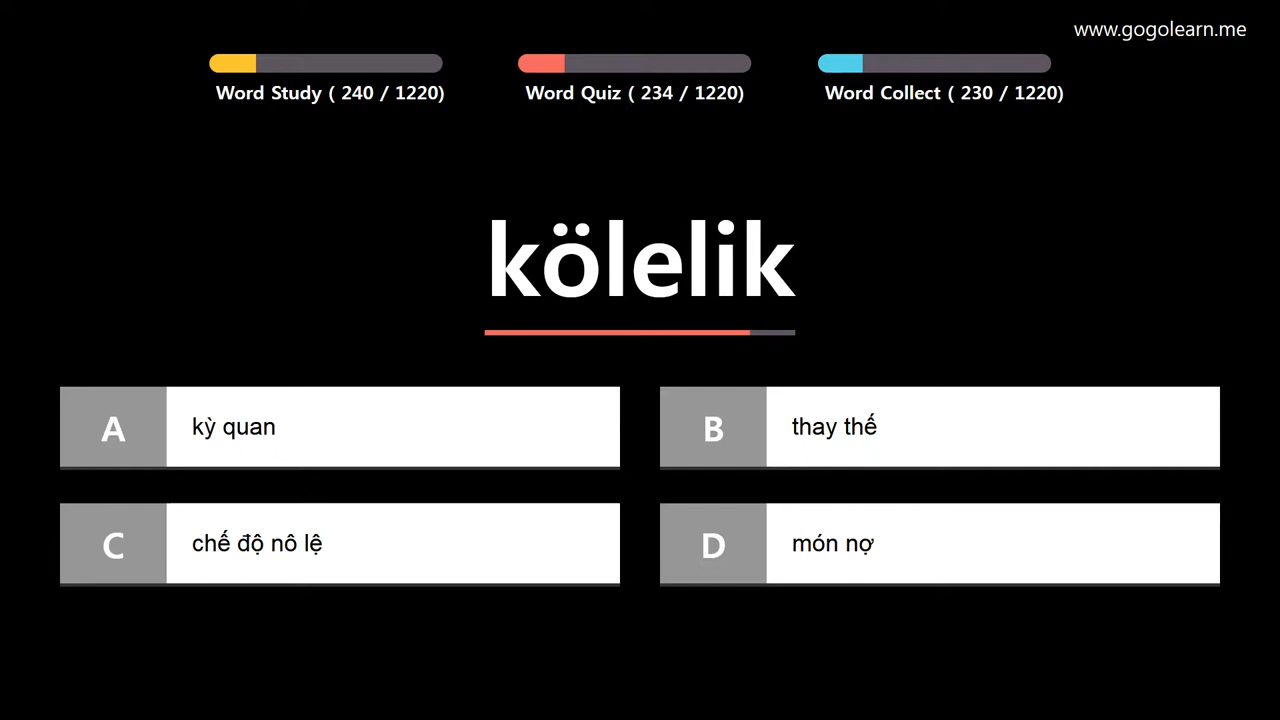 www.gogolearn.me
Word Study ( 240 / 1220)
Word Quiz ( 234 / 1220)
Word Collect ( 230 / 1220)
kölelik
A
kỳ quan
B
thay thế
C
chế độ nô lệ
D
món nợ